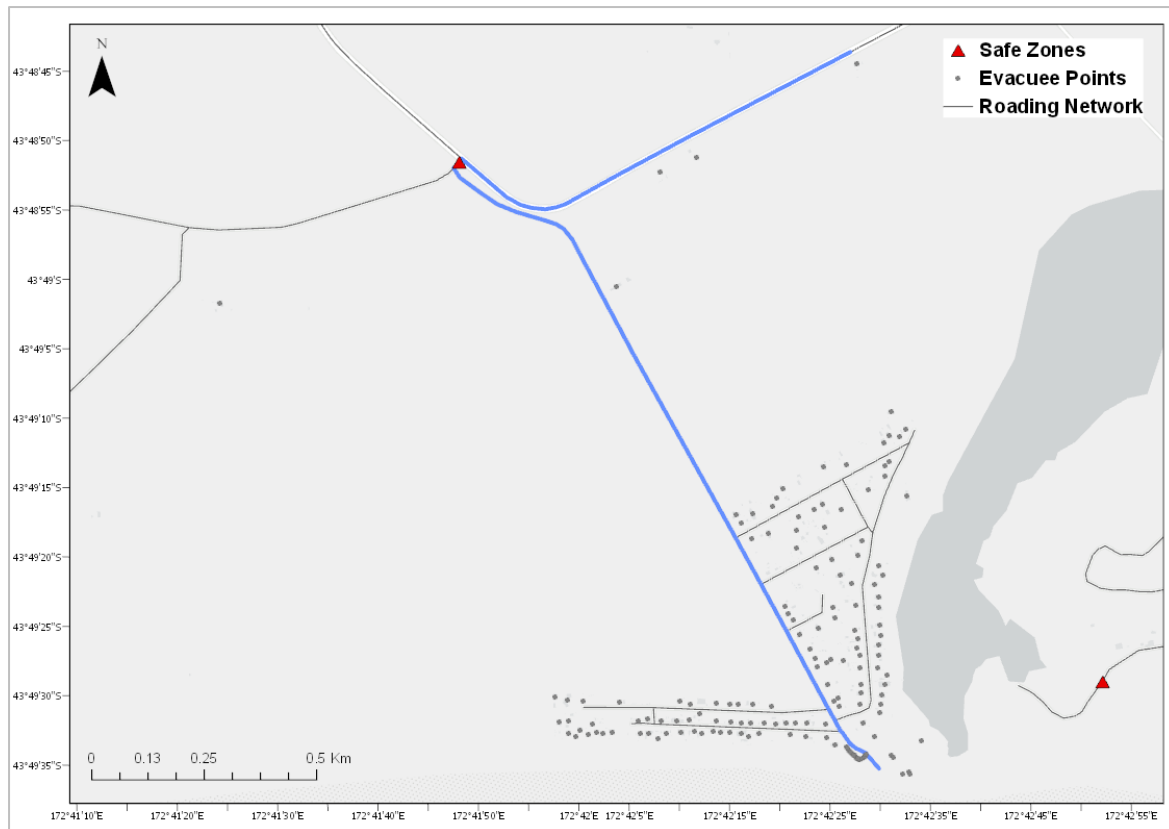 N
Safe Zones
Evacuee Points
Roading Network
43°48'45"S
43°48'50"S
43°48'55"S
43°49'S
43°49'5"S
43°49'10"S
43°49'15"S
43°49'20"S
43°49'25"S
43°49'30"S
43°49'35"S
0 0.13 0.25 0.5 Km
172°41'10"E 172°41'20"E 172°41'30"E 172°41'40"E 172°41'50"E 172°42'E 172°42'5"E 172°42'15"E 172°42'25"E 172°42'35"E 172°42'45"E 172°42'55"E